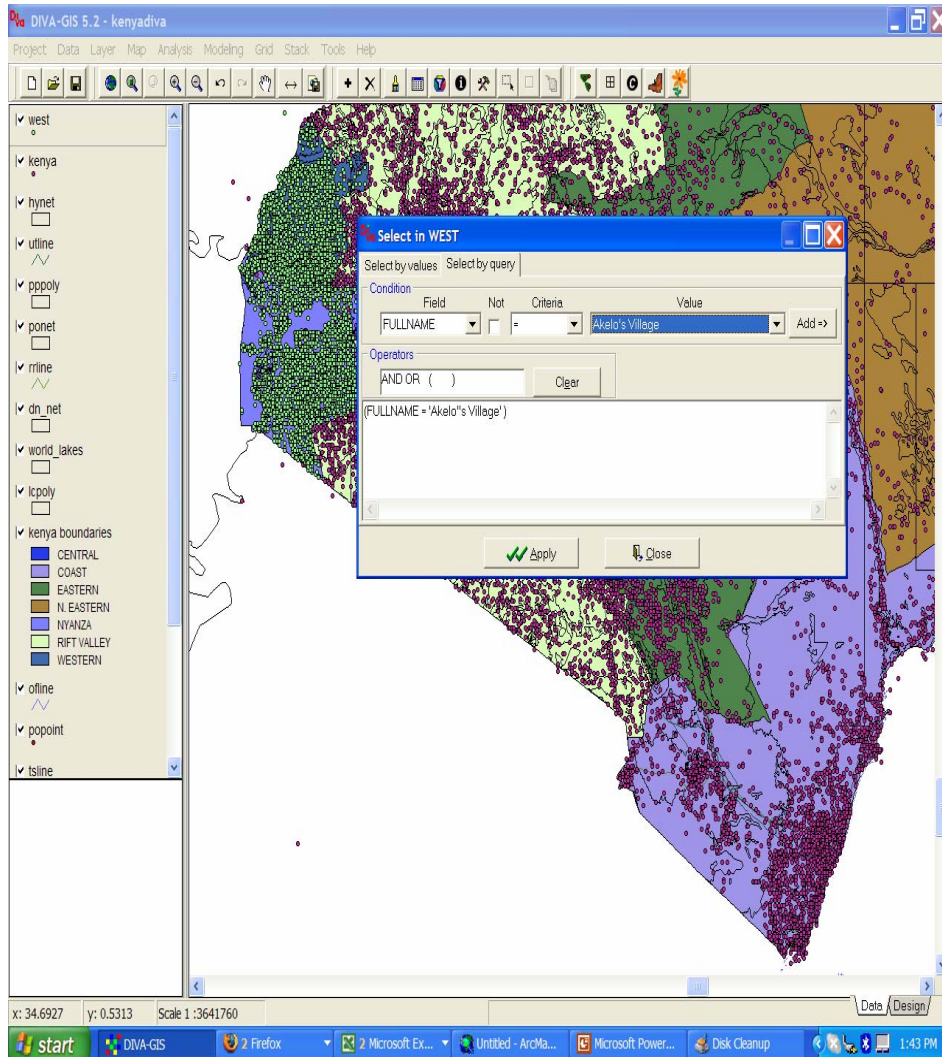 DIVA-GIS 5.2 - kenyadiva
Project Data Layer Map Analysis Modeling Grid Stack Tools Help
west
kenya
hynet
utline
pppoly
ponet
rrline
dn_net
world_lakes
lcpoly
kenya boundaries
CENTRAL
COAST
EASTERN
N. EASTERN
NYANZA
RIFT VALLEY
WESTERN
ofline
popoint
tsline
Select in WEST
Select by values Select by query
Condition
Field Not Criteria Value
FULLNAME = Akelo's Village Add =>
Operators
AND OR ( ) Clear
(FULLNAME = 'Akelo''s Village' )
Apply Close
Data Design
x: 34.6927 y: 0.5313 Scale 1 :3641760
start DIVA-GIS 2 Firefox 2 Microsoft Ex... Untitled - ArcMa... Microsoft Power... Disk Cleanup 1:43 PM